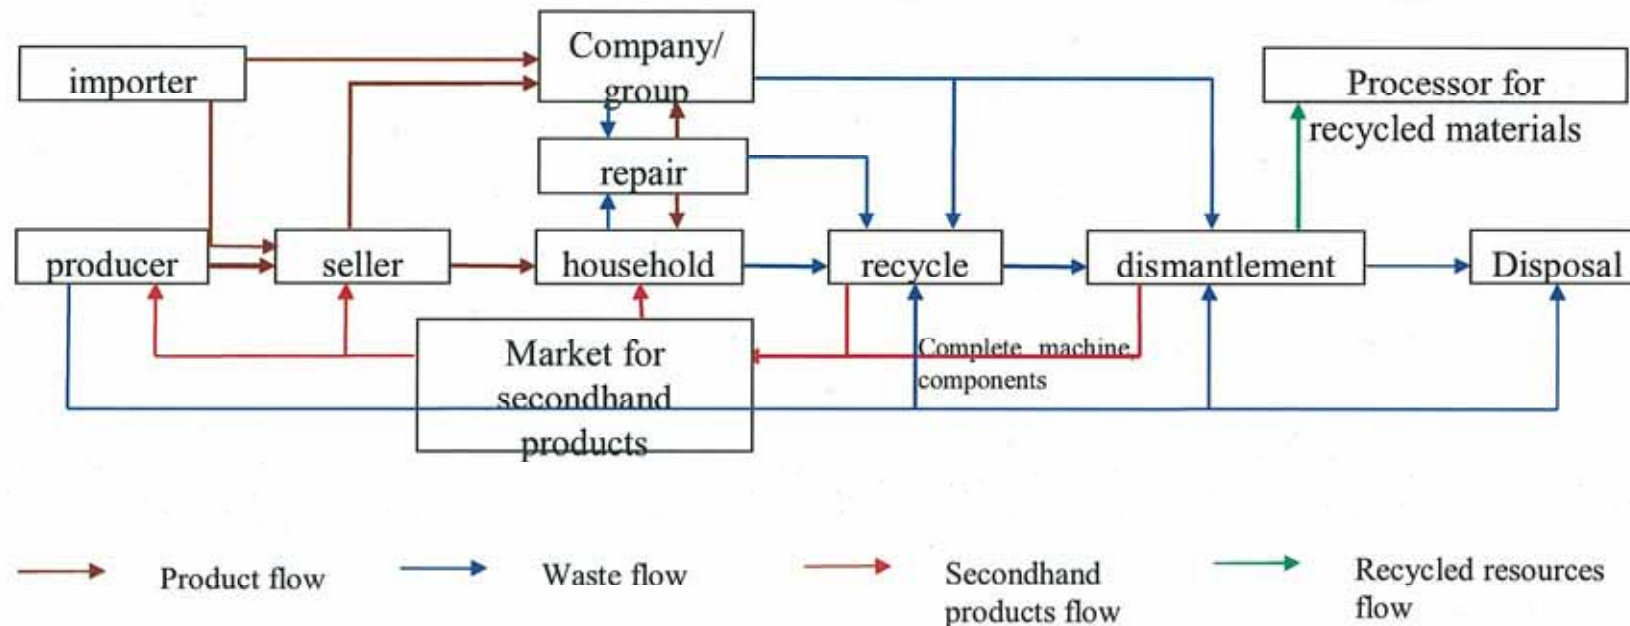 importer
Company/
group
Processor for
recycled materials
repair
producer
seller
household
recycle
dismantlement
Disposal
Market for
secondhand
products
Complete machine
components
Product flow
Waste flow
Secondhand
products flow
Recycled resources
flow